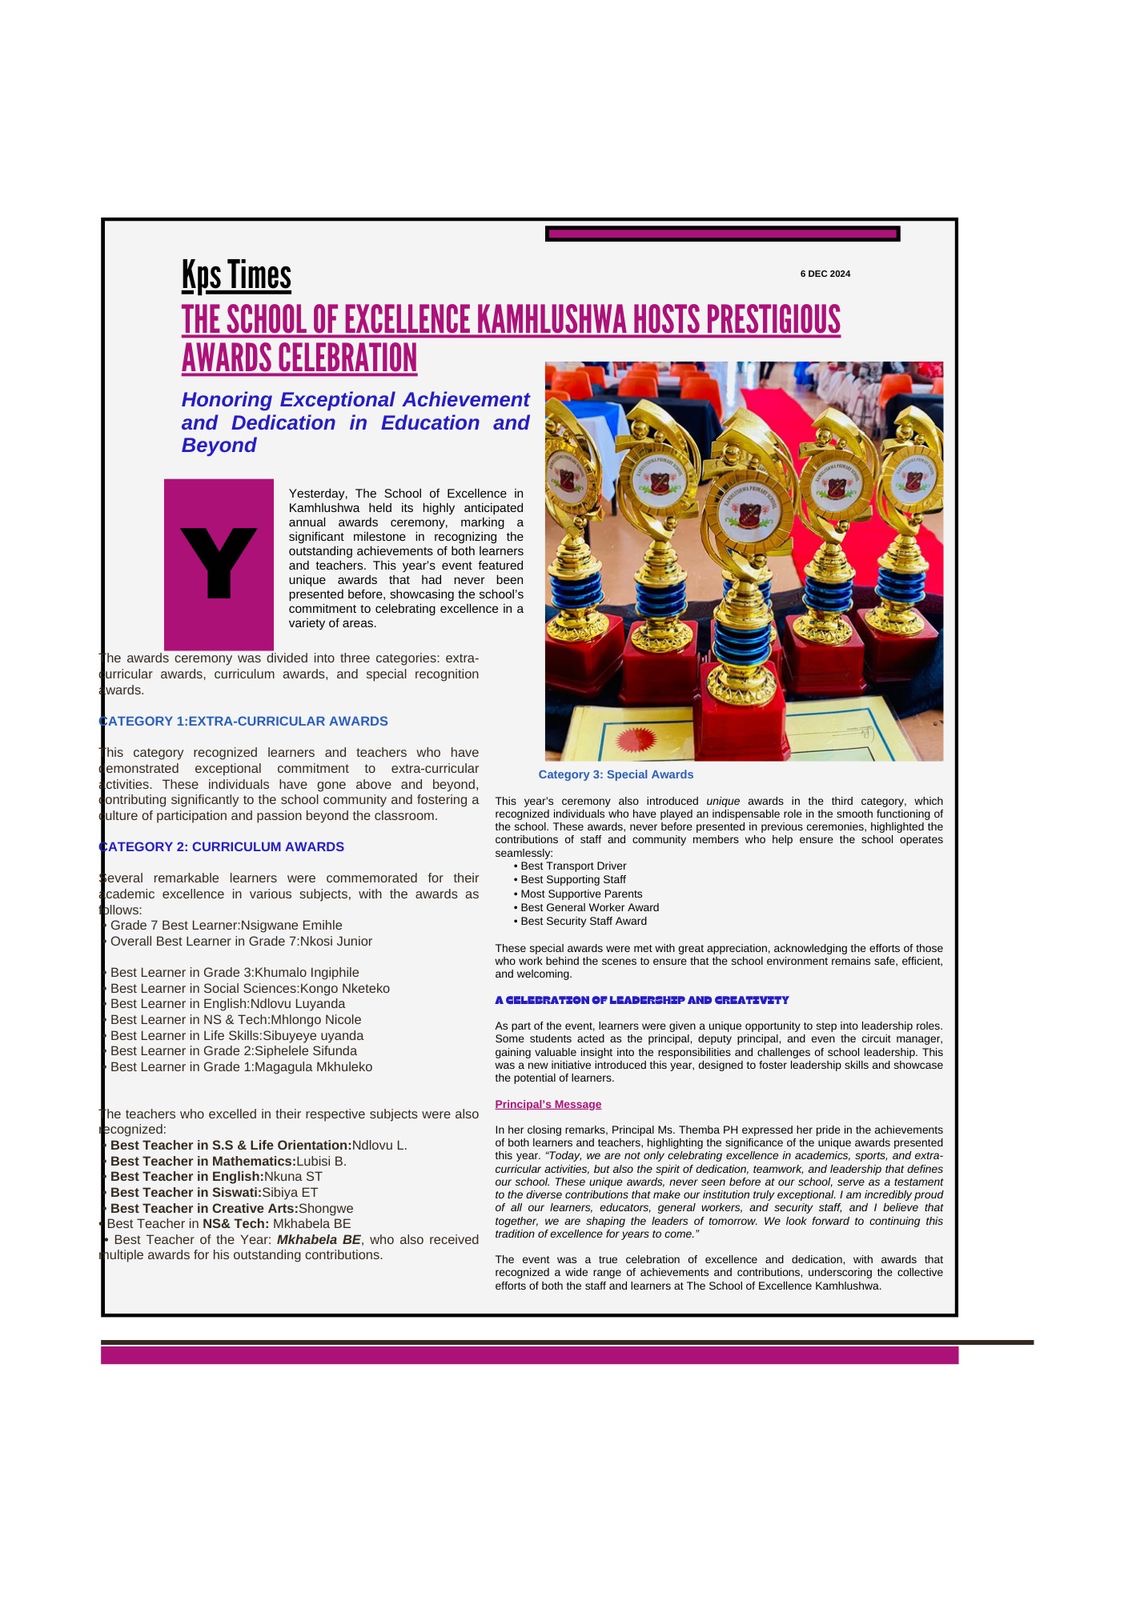 Kps Times
6 DEC 2024
THE SCHOOL OF EXCELLENCE KAMHLUSHWA HOSTS PRESTIGIOUS
AWARDS CELEBRATION
Honoring Exceptional Achievement
and Dedication in Education and
Beyond
Y
Yesterday, The School of Excellence in
Kamhlushwa held its highly anticipated
annual awards ceremony, marking a
significant milestone in recognizing the
outstanding achievements of both learners
and teachers. This year's event featured
unique awards that had never been
presented before, showcasing the school's
commitment to celebrating excellence in a
variety of areas.
The awards ceremony was divided into three categories: extra-
curricular awards, curriculum awards, and special recognition
awards.
CATEGORY 1:EXTRA-CURRICULAR AWARDS
This category recognized learners and teachers who have
demonstrated exceptional commitment to extra-curricular
activities. These individuals have gone above and beyond,
contributing significantly to the school community and fostering a
culture of participation and passion beyond the classroom.
CATEGORY 2: CURRICULUM AWARDS
Several remarkable learners were commemorated for their
academic excellence in various subjects, with the awards as
follows:
• Grade 7 Best Learner:Nsigwane Emihle
• Overall Best Learner in Grade 7:Nkosi Junior
• Best Learner in Grade 3:Khumalo Ingiphile
• Best Learner in Social Sciences:Kongo Nketeko
• Best Learner in English:Ndlovu Luyanda
• Best Learner in NS & Tech:Mhlongo Nicole
• Best Learner in Life Skills:Sibuyeye uyanda
• Best Learner in Grade 2:Siphelele Sifunda
• Best Learner in Grade 1:Magagula Mkhuleko
The teachers who excelled in their respective subjects were also
recognized:
• Best Teacher in S.S & Life Orientation:Ndlovu L.
• Best Teacher in Mathematics:Lubisi B.
• Best Teacher in English:Nkuna ST
• Best Teacher in Siswati:Sibiya ET
• Best Teacher in Creative Arts:Shongwe
• Best Teacher in NS& Tech: Mkhabela BE
• Best Teacher of the Year: Mkhabela BE, who also received
multiple awards for his outstanding contributions.
KAMHLUSHWA PRIMARY SCHOOL
KAMHLUSHWA PRIMARY SCHOOL
KAMHLUSHWA PRIMARY SCHOOL
Category 3: Special Awards
This year's ceremony also introduced unique awards in the third category, which
recognized individuals who have played an indispensable role in the smooth functioning of
the school. These awards, never before presented in previous ceremonies, highlighted the
contributions of staff and community members who help ensure the school operates
seamlessly:
• Best Transport Driver
• Best Supporting Staff
• Most Supportive Parents
• Best General Worker Award
• Best Security Staff Award
These special awards were met with great appreciation, acknowledging the efforts of those
who work behind the scenes to ensure that the school environment remains safe, efficient,
and welcoming.
A CELEBRATION OF LEADERSHIP AND CREATIVITY
As part of the event, learners were given a unique opportunity to step into leadership roles.
Some students acted as the principal, deputy principal, and even the circuit manager,
gaining valuable insight into the responsibilities and challenges of school leadership. This
was a new initiative introduced this year, designed to foster leadership skills and showcase
the potential of learners.
Principal's Message
In her closing remarks, Principal Ms. Themba PH expressed her pride in the achievements
of both learners and teachers, highlighting the significance of the unique awards presented
this year. “Today, we are not only celebrating excellence in academics, sports, and extra-
curricular activities, but also the spirit of dedication, teamwork, and leadership that defines
our school. These unique awards, never seen before at our school, serve as a testament
to the diverse contributions that make our institution truly exceptional. I am incredibly proud
of all our learners, educators, general workers, and security staff, and I believe that
together, we are shaping the leaders of tomorrow. We look forward to continuing this
tradition of excellence for years to come.”
The event was a true celebration of excellence and dedication, with awards that
recognized a wide range of achievements and contributions, underscoring the collective
efforts of both the staff and learners at The School of Excellence Kamhlushwa.